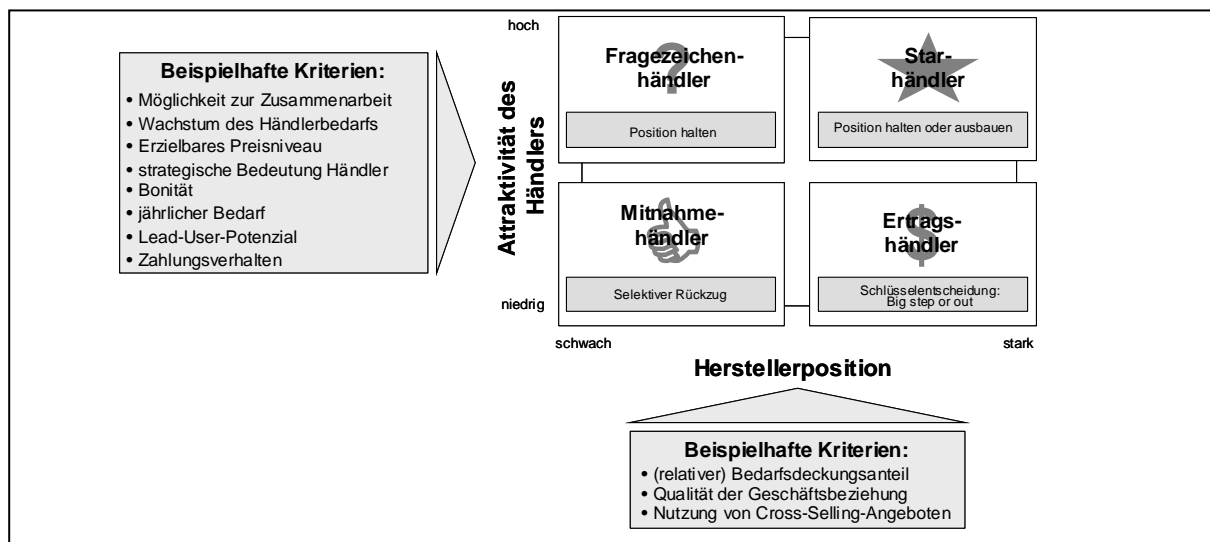 hoch
Beispielhafte Kriterien:
• Möglichkeit zur Zusammenarbeit
• Wachstum des Händlerbedarfs
• Erzielbares Preisniveau
• strategische Bedeutung Händler
• Bonität
• jährlicher Bedarf
• Lead-User-Potenzial
• Zahlungsverhalten
Attraktivität des
Händlers
Fragezeichen-
händler
?
Position halten
Star-
händler
Position halten oder ausbauen
Mitnahme-
händler
Selektiver Rückzug
Ertrags-
händler
$
Schlüsselentscheidung:
Big step or out
niedrig
schwach
stark
Herstellerposition
Beispielhafte Kriterien:
• (relativer) Bedarfsdeckungsanteil
• Qualität der Geschäftsbeziehung
• Nutzung von Cross-Selling-Angeboten